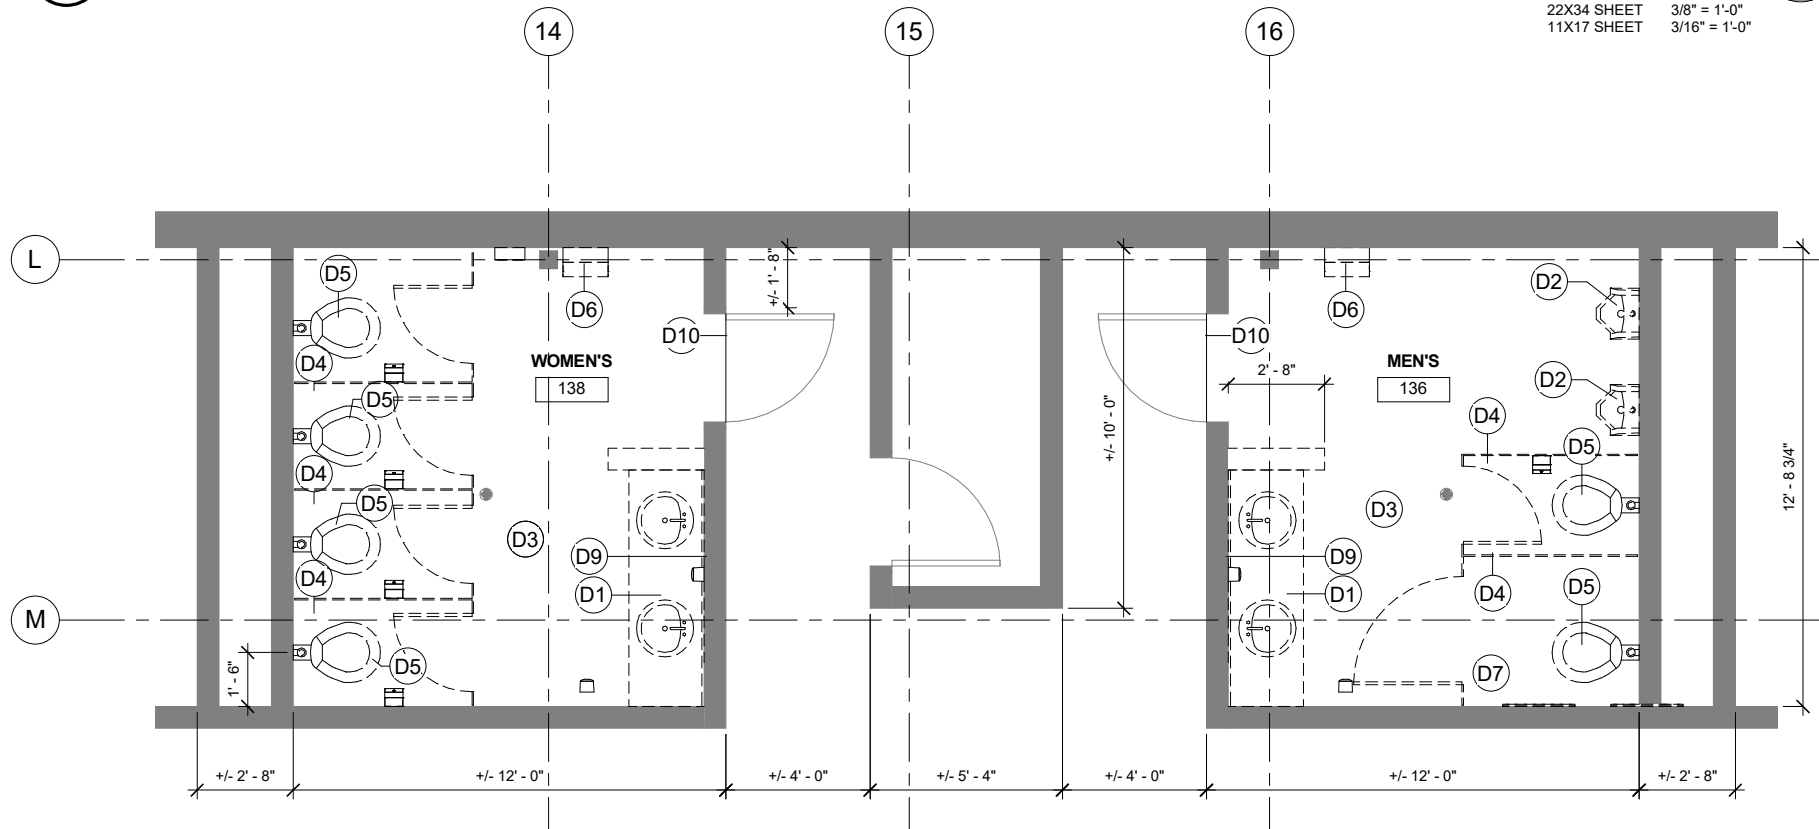 22X34 SHEET 3/8" = 1'-0"
11X17 SHEET 3/16" = 1'-0"
14
15
16
L
M
D5
D6
D10
D4
WOMEN'S
138
D5
D4
D5
D4
D3
D9
D1
D5
1' - 6"
+/- 1' - 8"
+/- 10' - 0"
D10
D6
2' - 8"
MEN'S
136
D2
D2
D4
D5
D3
D9
D1
D4
D5
D7
12' - 8 3/4"
+/- 2' - 8"
+/- 12' - 0"
+/- 4' - 0"
+/- 5' - 4"
+/- 4' - 0"
+/- 12' - 0"
+/- 2' - 8"